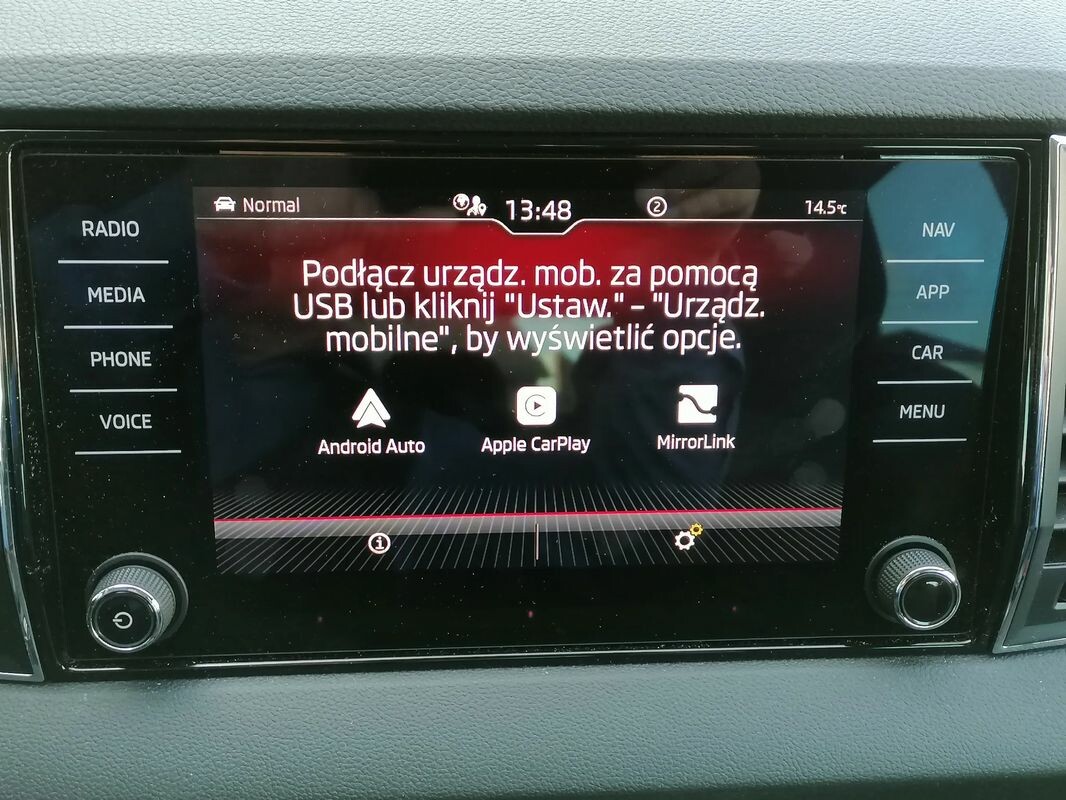 Normal
13:48
2
14.5°C
RADIO
MEDIA
PHONE
VOICE
Podłącz urządz. mob. za pomocą
USB lub kliknij "Ustaw." – "Urządz.
mobilne", by wyświetlić opcje.
Android Auto
Apple CarPlay
MirrorLink
i
NAV
APP
CAR
MENU